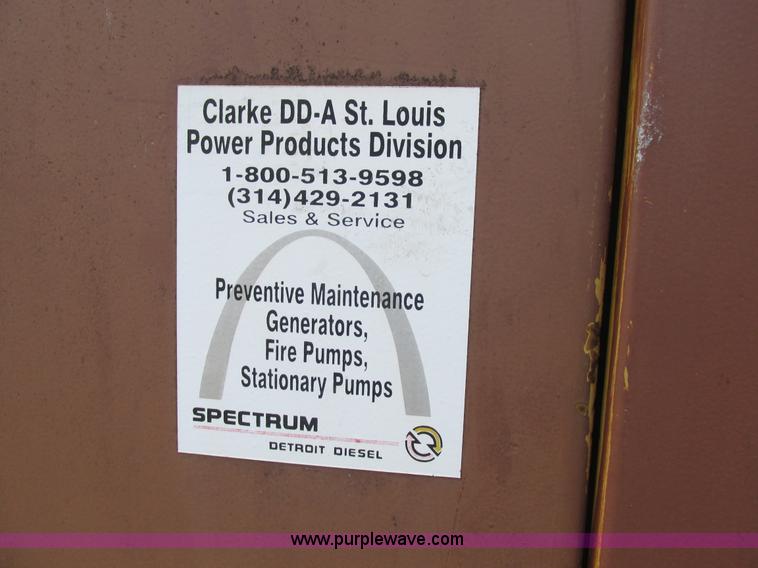 Clarke DD-A St. Louis
Power Products Division
1-800-513-9598
(314)429-2131
Sales & Service
Preventive Maintenance
Generators,
Fire Pumps,
Stationary Pumps
SPECTRUM
DETROIT DIESEL
www.purplewave.com